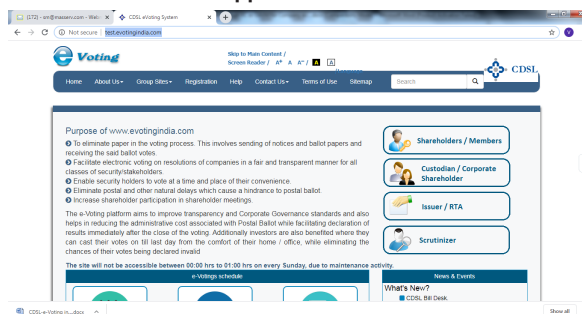 (172) - sm@masserv.com - Web
CDSL eVoting System
Not secure | test.evotingindia.com
e Voting
Skip to Main Content /
Screen Reader / A+ A A- / A A
CDSL
Home About Us Group Sites Registration Help Contact Us Terms of Use Sitemap Search
Purpose of www.evotingindia.com
To eliminate paper in the voting process. This involves sending of notices and ballot papers and
receiving the said ballot votes.
Facilitate electronic voting on resolutions of companies in a fair and transparent manner for all
classes of security/stakeholders.
Enable security holders to vote at a time and place of their convenience.
Eliminate postal and other natural delays which cause a hindrance to postal ballot.
Increase shareholder participation in shareholder meetings.
The e-Voting platform aims to improve transparency and Corporate Governance standards and also
helps in reducing the administrative cost associated with Postal Ballot while facilitating declaration of
results immediately after the close of the voting. Additionally investors are also benefited where they
can cast their votes on till last day from the comfort of their home / office, while eliminating the
chances of their votes being declared invalid
Shareholders / Members
Custodian / Corporate
Shareholder
Issuer / RTA
Scrutinizer
The site will not be accessible between 00:00 hrs to 01:00 hrs on every Sunday, due to maintenance activity.
e-Votings schedule
News & Events
What's New?
CDSL Bill Desk.
CDSL-e-Voting in....docx
Show all